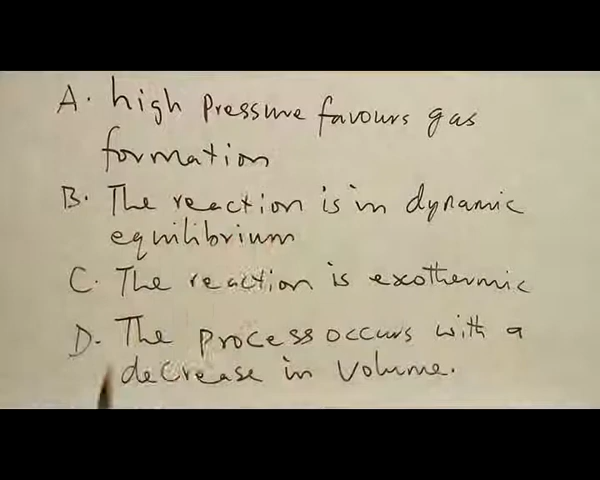 A. high pressure favours gas
formation
B. The reaction is in dynamic
equilibrium
C. The reaction is exothermic
D. The process occurs with a
decrease in volume.